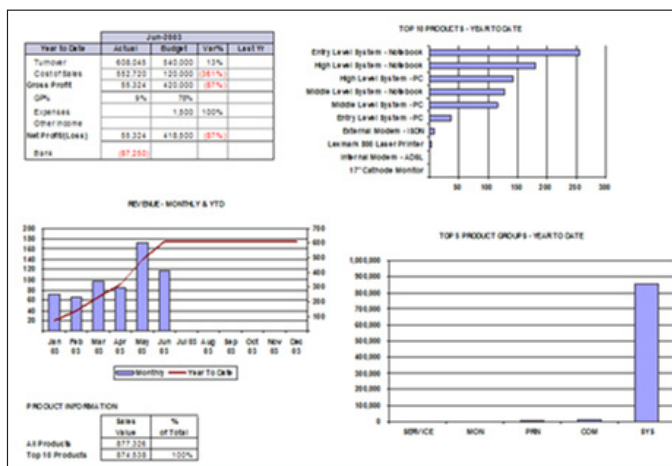 Jun-2003
Year to Date Actual Budget Var% Last Yr
Turnover 608,045 540,000 13%
Cost of Sales 552,720 120,000 (361%)
Gross Profit 55,324 420,000 (87%)
GP% 9% 78%
Expenses 1,500 100%
Other Income
Net Profit(Loss) 55,324 418,500 (87%)
Bank (57,250)
TOP 10 PRODUCTS - YEAR TO DATE
Entry Level System - Notebook
High Level System - Notebook
High Level System - PC
Middle Level System - Notebook
Middle Level System - PC
Entry Level System - PC
External Modem - ISDN
Lexmark 800 Laser Printer
Internal Modem - ADSL
17" Cathode Monitor
50 100 150 200 250 300
REVENUE - MONTHLY & YTD
200 700
180 600
160 500
140 400
120 300
100 200
80 100
60
40
20
Jan Feb Mar Apr May Jun Jul 03 Aug Sep Oct Nov Dec
03 03 03 03 03 03 03 03 03 03 03
Monthly Year To Date
TOP 5 PRODUCT GROUPS - YEAR TO DATE
1,000,000
900,000
800,000
700,000
600,000
500,000
400,000
300,000
200,000
100,000
0
SERVICE MON PRN COM SYS
PRODUCT INFORMATION
Sales %
Value of Total
All Products 877,326
Top 10 Products 874,538 100%